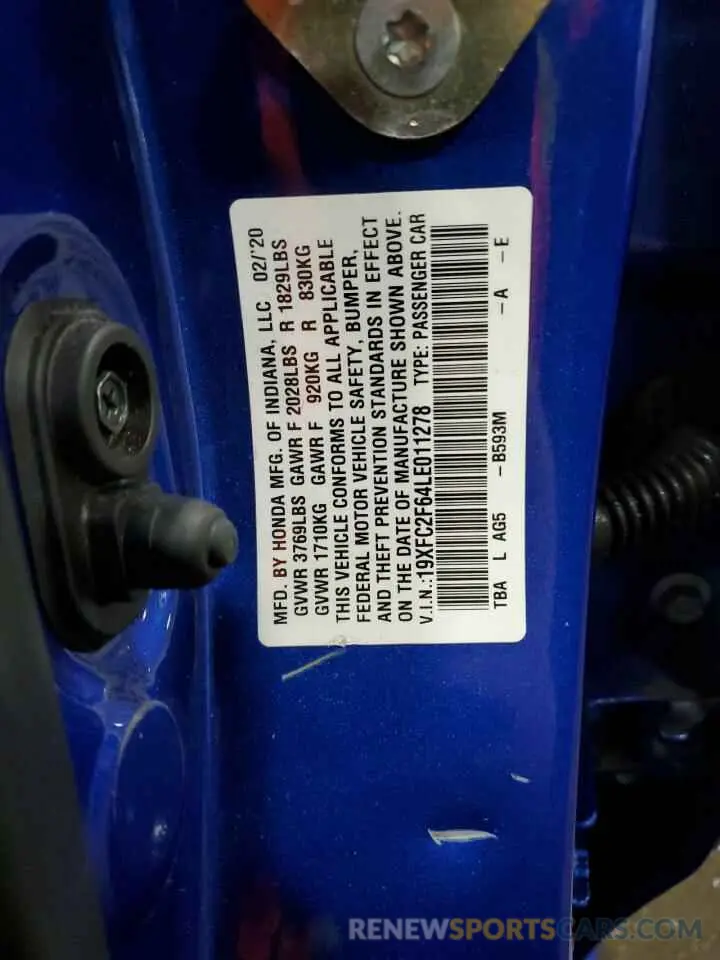 MFD. BY HONDA MFG. OF INDIANA, LLC 02/'20
GVWR 3769LBS GAWR F 2028LBS R 1829LBS
GVWR 1710KG GAWR F 920KG R 830KG
THIS VEHICLE CONFORMS TO ALL APPLICABLE
FEDERAL MOTOR VEHICLE SAFETY, BUMPER,
AND THEFT PREVENTION STANDARDS IN EFFECT
ON THE DATE OF MANUFACTURE SHOWN ABOVE.
V.I.N.:19XFC2F64LE011278 TYPE: PASSENGER CAR
TBA L AG5 -B593M -A -E
RENEWSPORTSCARS.COM